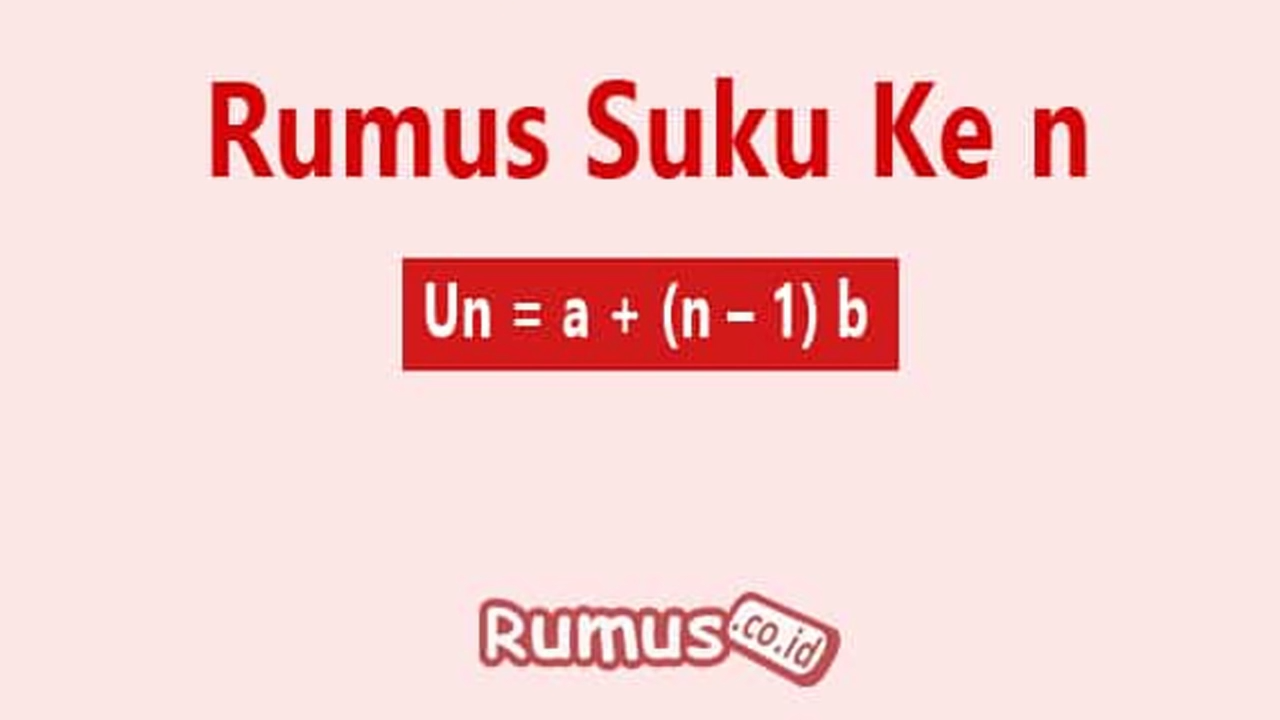 Rumus Suku Ke n
Un = a + (n – 1) b
Rumus.co.id